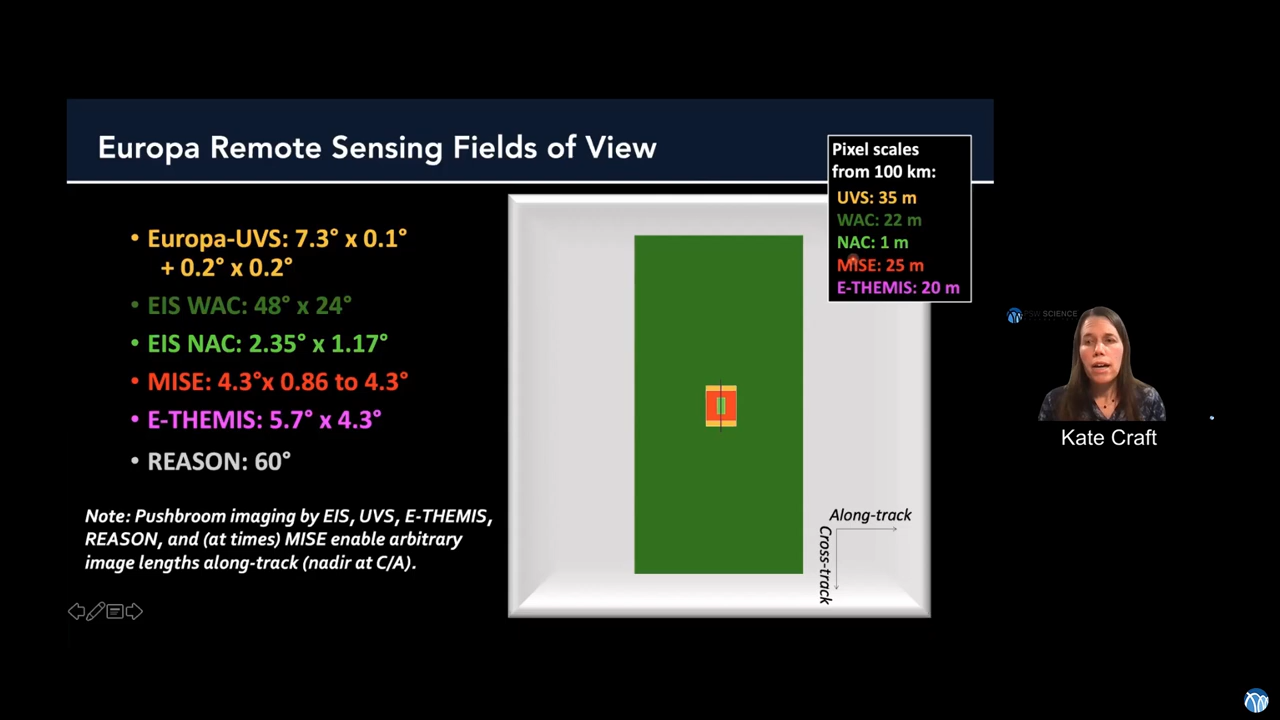 Europa Remote Sensing Fields of View
Pixel scales
from 100 km:
UVS: 35 m
WAC: 22 m
NAC: 1 m
MISE: 25 m
E-THEMIS: 20 m
• Europa-UVS: 7.3° x 0.1°
+ 0.2° x 0.2°
• EIS WAC: 48° x 24°
• EIS NAC: 2.35° x 1.17°
• MISE: 4.3°x 0.86 to 4.3°
• E-THEMIS: 5.7° x 4.3°
• REASON: 60°
Note: Pushbroom imaging by EIS, UVS, E-THEMIS,
REASON, and (at times) MISE enable arbitrary
image lengths along-track (nadir at C/A).
Along-track
Cross-track
PSW SCIENCE
Kate Craft